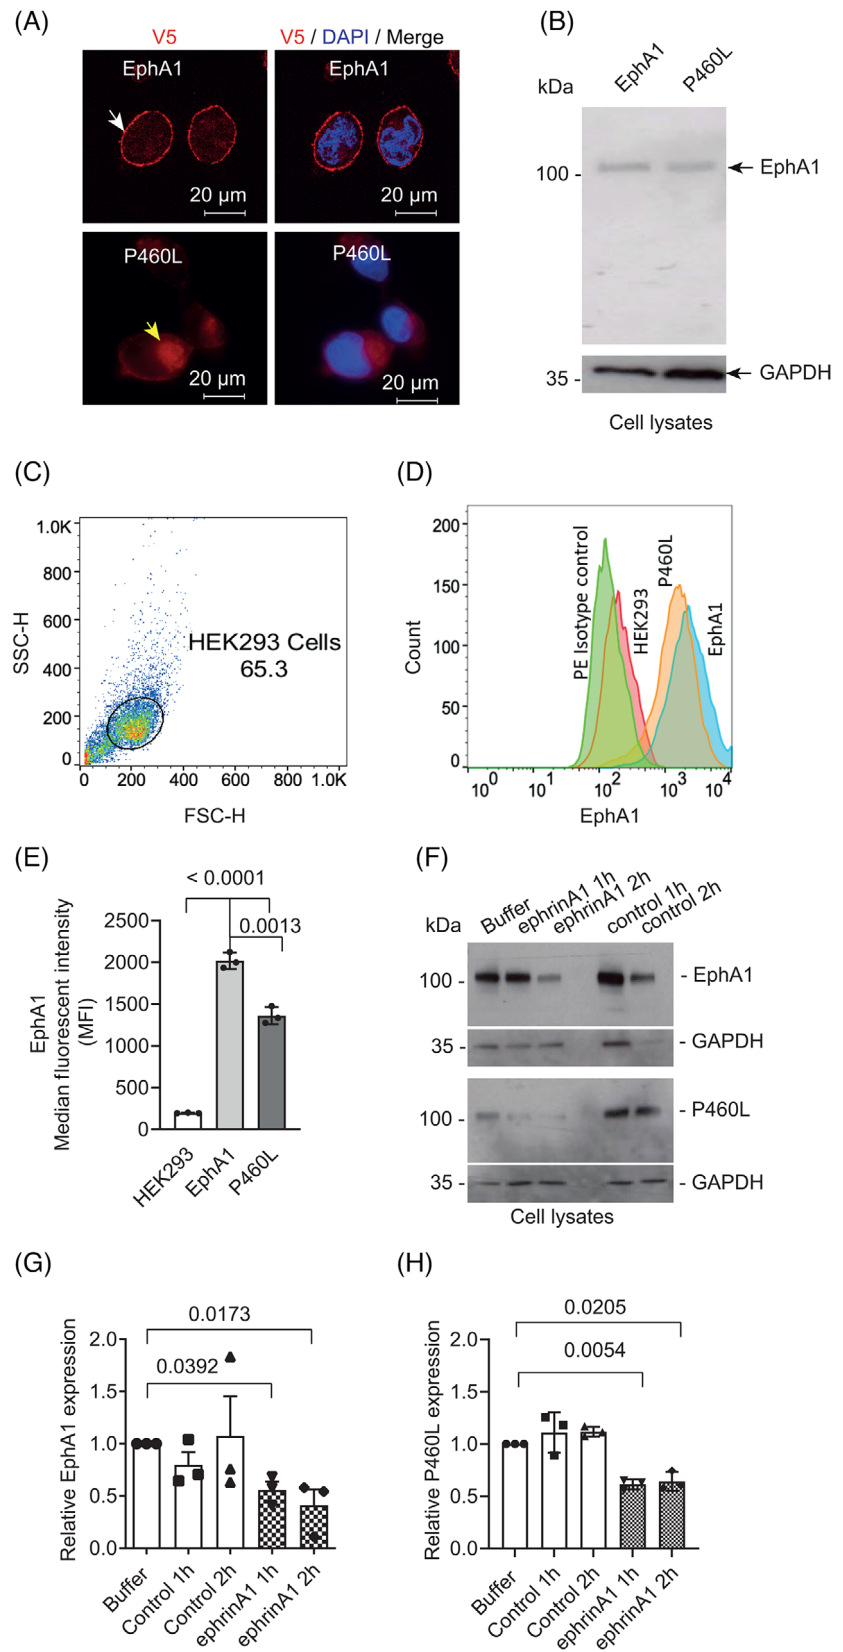 (A)
V5
V5 / DAPI / Merge
EphA1
EphA1
20 µm
20 µm
P460L
P460L
20 µm
20 µm
(B)
kDa
EphA1
P460L
100 -
EphA1
35 -
GAPDH
Cell lysates
(C)
SSC-H
1.0K
800
600
400
200
0
HEK293 Cells
65.3
0 200 400 600 800 1.0K
FSC-H
(D)
Count
200
150
100
50
0
PE Isotype control
HEK293
P460L
EphA1
10^0 10^1 10^2 10^3 10^4
EphA1
(E)
EphA1
Median fluorescent intensity
(MFI)
< 0.0001
0.0013
2500
2000
1500
1000
500
0
HEK293
EphA1
P460L
(F)
kDa
Buffer
ephrinA1 1h
ephrinA1 2h
control 1h
control 2h
100 -
- EphA1
35 -
- GAPDH
100 -
- P460L
35 -
- GAPDH
Cell lysates
(G)
Relative EphA1 expression
0.0173
0.0392
2.0
1.5
1.0
0.5
0.0
Buffer
Control 1h
Control 2h
ephrinA1 1h
ephrinA1 2h
(H)
Relative P460L expression
0.0205
0.0054
2.0
1.5
1.0
0.5
0.0
Buffer
Control 1h
Control 2h
ephrinA1 1h
ephrinA1 2h